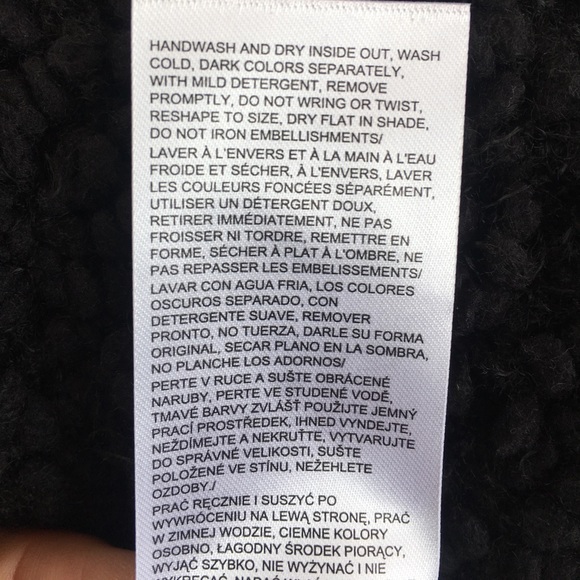 HANDWASH AND DRY INSIDE OUT, WASH
COLD, DARK COLORS SEPARATELY,
WITH MILD DETERGENT, REMOVE
PROMPTLY, DO NOT WRING OR TWIST,
RESHAPE TO SIZE, DRY FLAT IN SHADE,
DO NOT IRON EMBELLISHMENTS/
LAVER À L'ENVERS ET À LA MAIN À L'EAU
FROIDE ET SÉCHER, À L'ENVERS, LAVER
LES COULEURS FONCÉES SÉPARÉMENT,
UTILISER UN DÉTERGENT DOUX,
RETIRER IMMÉDIATEMENT, NE PAS
FROISSER NI TORDRE, REMETTRE EN
FORME, SÉCHER À PLAT À L'OMBRE, NE
PAS REPASSER LES EMBELISSEMENTS/
LAVAR CON AGUA FRIA, LOS COLORES
OSCUROS SEPARADO, CON
DETERGENTE SUAVE, REMOVER
PRONTO, NO TUERZA, DARLE SU FORMA
ORIGINAL, SECAR PLANO EN LA SOMBRA,
NO PLANCHE LOS ADORNOS/
PERTE V RUCE A SUŠTE OBRÁCENĚ
NARUBY, PERTE VE STUDENÉ VODĚ,
TMAVÉ BARVY ZVLÁŠŤ POUŽIJTE JEMNÝ
PRACÍ PROSTŘEDEK, IHNED VYNDEJTE,
NEŽDÍMEJTE A NEKRUŤTE, VYTVARUJTE
DO SPRÁVNÉ VELIKOSTI, SUŠTE
POLOŽENÉ VE STÍNU, NEŽEHLETE
OZDOBY./
PRAĆ RĘCZNIE I SUSZYĆ PO
WYWRÓCENIU NA LEWĄ STRONĘ, PRAĆ
W ZIMNEJ WODZIE, CIEMNE KOLORY
OSOBNO, ŁAGODNY ŚRODEK PIORĄCY,
WYJĄĆ SZYBKO, NIE WYŻYNAĆ I NIE